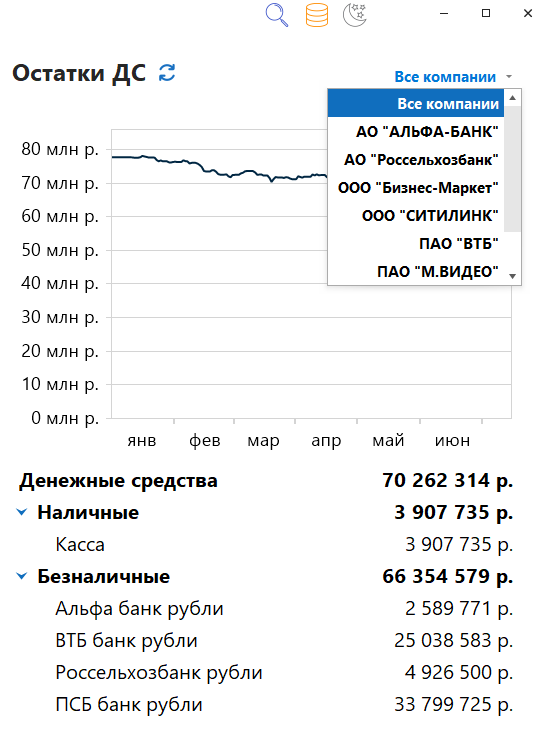 Остатки ДС
Все компании
Все компании
АО "АЛЬФА-БАНК"
АО "Россельхозбанк"
ООО "Бизнес-Маркет"
ООО "СИТИЛИНК"
ПАО "ВТБ"
ПАО "М.ВИДЕО"
80 млн р.
70 млн р.
60 млн р.
50 млн р.
40 млн р.
30 млн р.
20 млн р.
10 млн р.
0 млн р.
янв фев мар апр май июн
Денежные средства 70 262 314 р.
Наличные 3 907 735 р.
Касса 3 907 735 р.
Безналичные 66 354 579 р.
Альфа банк рубли 2 589 771 р.
ВТБ банк рубли 25 038 583 р.
Россельхозбанк рубли 4 926 500 р.
ПСБ банк рубли 33 799 725 р.